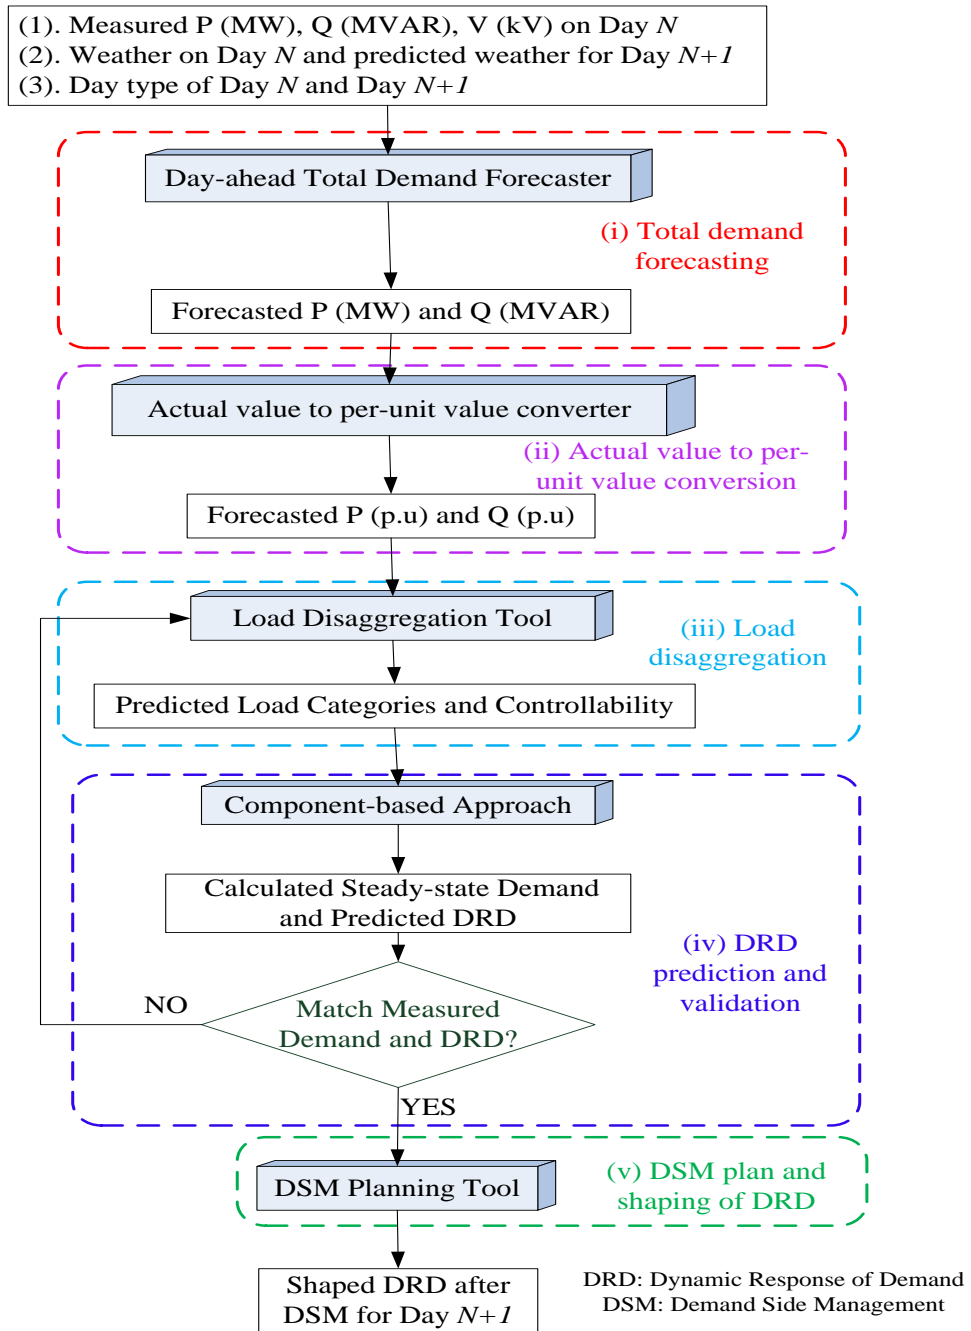 (1). Measured P (MW), Q (MVAR), V (kV) on Day N
(2). Weather on Day N and predicted weather for Day N+1
(3). Day type of Day N and Day N+1
Day-ahead Total Demand Forecaster
(i) Total demand
forecasting
Forecasted P (MW) and Q (MVAR)
Actual value to per-unit value converter
(ii) Actual value to per-
unit value conversion
Forecasted P (p.u) and Q (p.u)
Load Disaggregation Tool
(iii) Load
disaggregation
Predicted Load Categories and Controllability
Component-based Approach
Calculated Steady-state Demand
and Predicted DRD
(iv) DRD
prediction and
validation
NO
Match Measured
Demand and DRD?
YES
DSM Planning Tool
(v) DSM plan and
shaping of DRD
Shaped DRD after
DSM for Day N+1
DRD: Dynamic Response of Demand
DSM: Demand Side Management